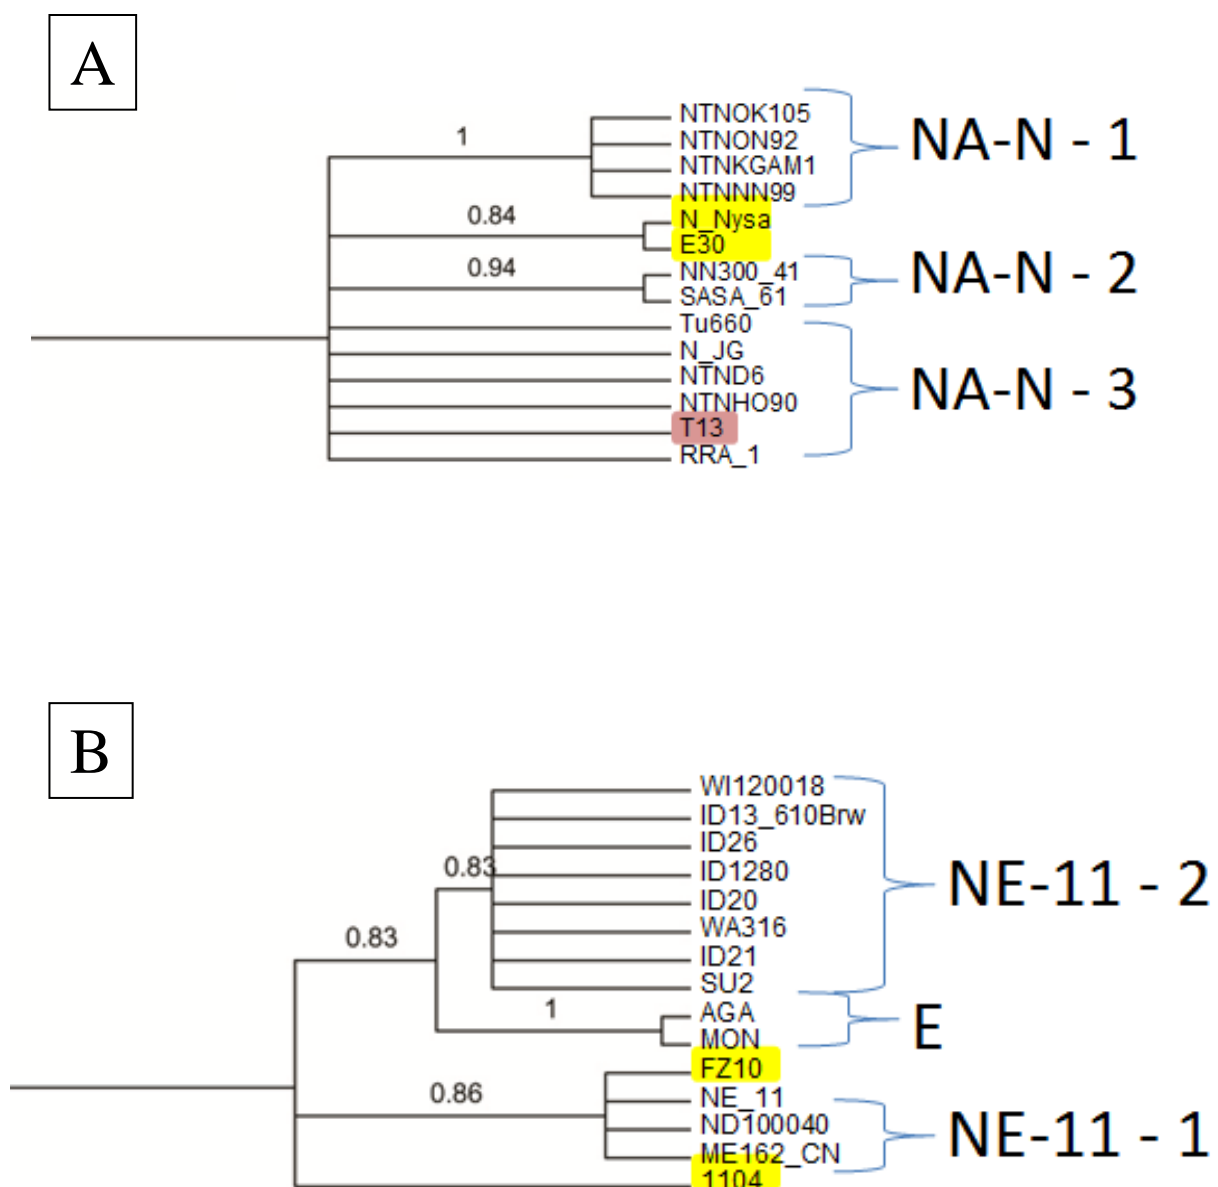 A
NTNOK105
1
NTNON92
NA-N - 1
NTNKGAM1
NTNNN99
0.84
N_Nysa
E30
0.94
NN300_41
NA-N - 2
SASA_61
Tu660
N_JG
NTND6
NA-N - 3
NTNHO90
T13
RRA_1
B
WI120018
ID13_610Brw
ID26
0.83
ID1280
NE-11 - 2
ID20
WA316
0.83
ID21
SU2
1
AGA
E
MON
FZ10
0.86
NE_11
ND100040
NE-11 - 1
ME162_CN
1104